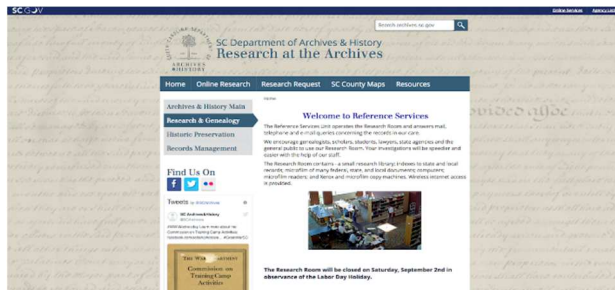 SC.GOV
Online Services
Search archives.sc.gov
ARCHIVES
& HISTORY
SC Department of Archives & History
Research at the Archives
Home Online Research Research Request SC County Maps Resources
Archives & History Main
Research & Genealogy
Historic Preservation
Records Management
Find Us On
Tweets
SC Archives&History
Home
Welcome to Reference Services
The Reference Services Unit operates the Research Room and answers mail,
telephone and e-mail queries concerning the records in our care.
We encourage genealogists, scholars, students, lawyers, state agencies and the
general public to use our Research Room. Your investigations will be speedier and
easier with the help of our staff.
The Research Room contains - a small research library; indexes to state and local
records; microfilm of many federal, state, and local documents; computers;
microfilm readers; and Xerox and microfilm copy machines. Wireless internet access
is provided.
Commission on
Training Camp
Activities
The Research Room will be closed on Saturday, September 2nd in
observance of the Labor Day Holiday.